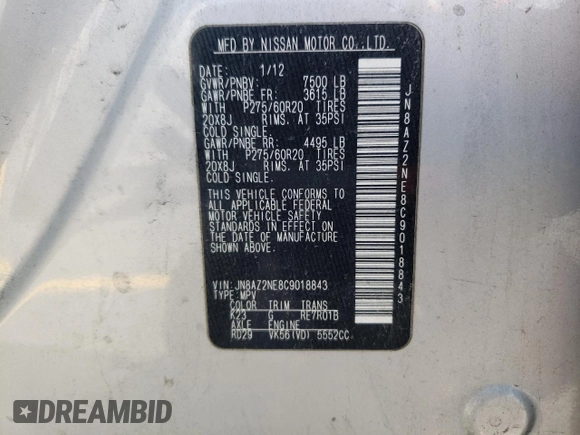 MFD BY NISSAN MOTOR CO.,LTD.
DATE: 1/12
GVWR/PNBV: 7500 LB
GAWR/PNBE FR: 3615 LB
WITH P275/60R20 TIRES
20X8J RIMS. AT 35PSI
COLD SINGLE.
GAWR/PNBE RR: 4495 LB
WITH P275/60R20 TIRES
20X8J RIMS. AT 35PSI
COLD SINGLE.
THIS VEHICLE CONFORMS TO
ALL APPLICABLE FEDERAL
MOTOR VEHICLE SAFETY
STANDARDS IN EFFECT ON
THE DATE OF MANUFACTURE
SHOWN ABOVE.
VIN: JN8AZ2NE8C9018843
TYPE: MPV
COLOR TRIM TRANS
K23 G RE7R01B
AXLE ENGINE
RD29 VK56(VD) 5552CC
JN8AZ2NE8C9018843
DREAMBID